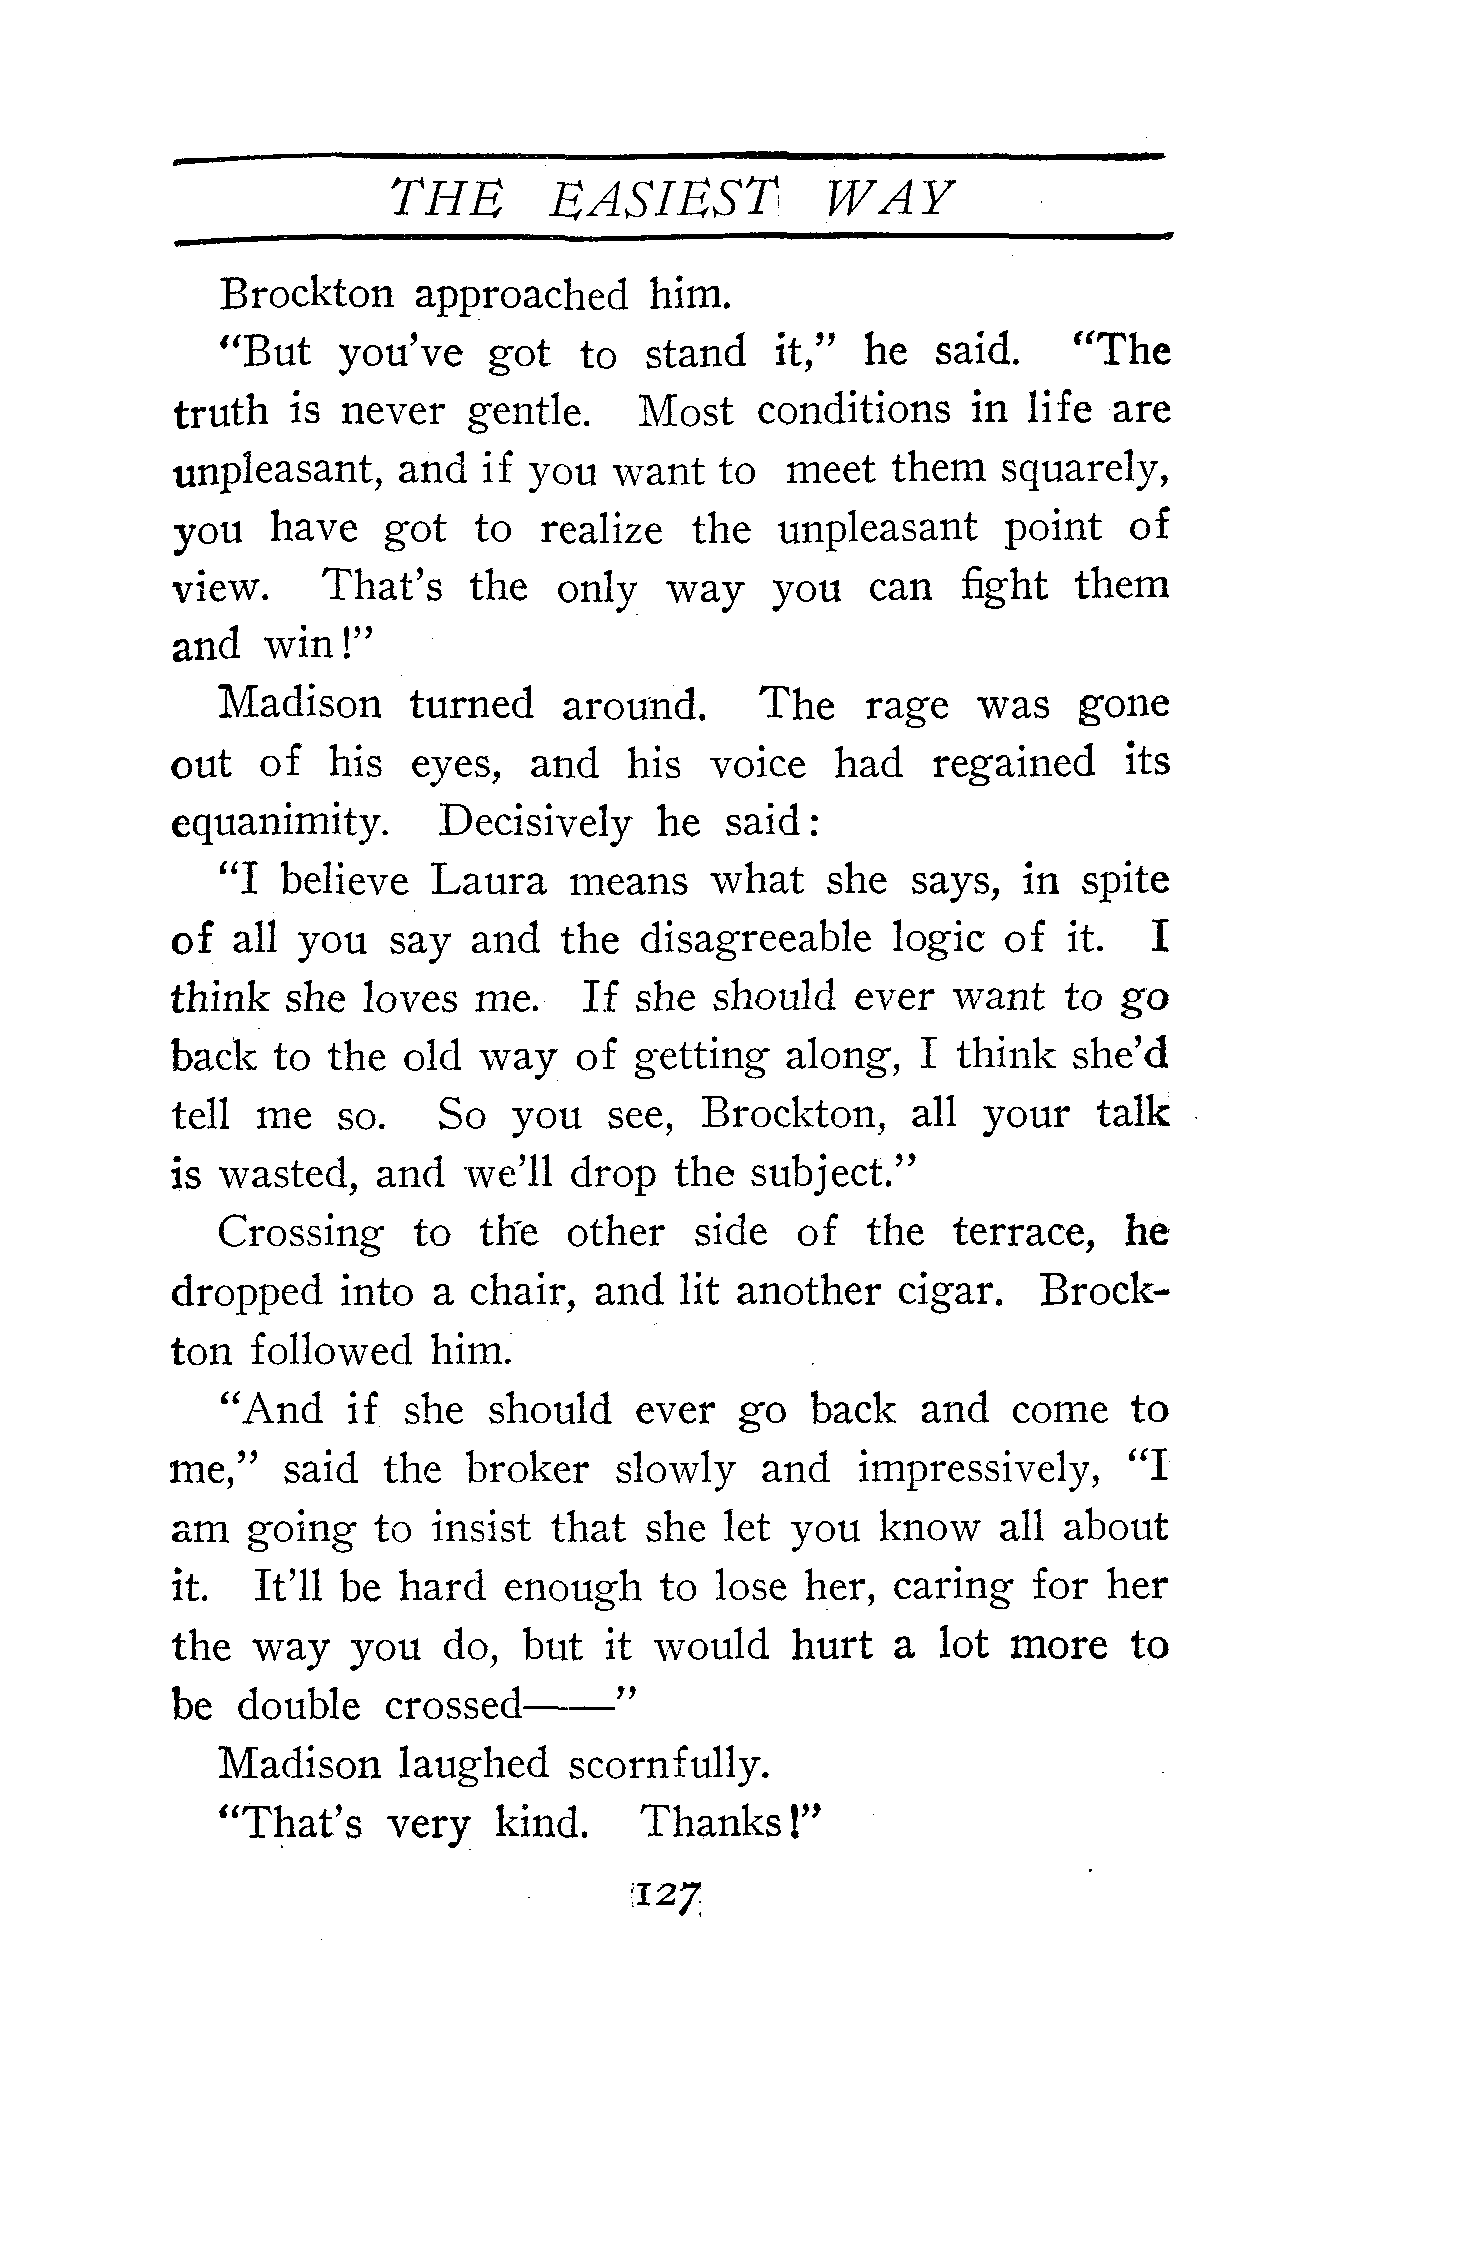 THE EASIEST WAY
Brockton approached him.
"But you've got to stand it," he said. "The
truth is never gentle. Most conditions in life are
unpleasant, and if you want to meet them squarely,
you have got to realize the unpleasant point of
view. That's the only way you can fight them
and win!"
Madison turned around. The rage was gone
out of his eyes, and his voice had regained its
equanimity. Decisively he said:
"I believe Laura means what she says, in spite
of all you say and the disagreeable logic of it. I
think she loves me. If she should ever want to go
back to the old way of getting along, I think she'd
tell me so. So you see, Brockton, all your talk
is wasted, and we'll drop the subject."
Crossing to the other side of the terrace, he
dropped into a chair, and lit another cigar. Brock-
ton followed him.
"And if she should ever go back and come to
me," said the broker slowly and impressively, "I
am going to insist that she let you know all about
it. It'll be hard enough to lose her, caring for her
the way you do, but it would hurt a lot more to
be double crossed——"
Madison laughed scornfully.
"That's very kind. Thanks!"
127